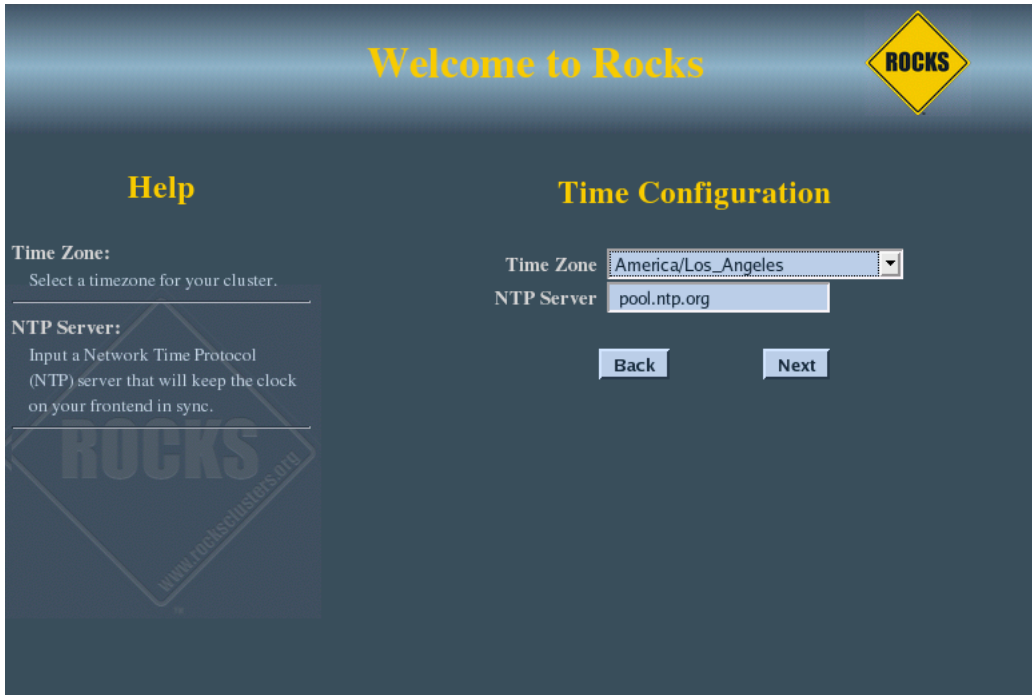 Welcome to Rocks
ROCKS
Help
Time Zone:
Select a timezone for your cluster.
NTP Server:
Input a Network Time Protocol
(NTP) server that will keep the clock
on your frontend in sync.
ROCKS
www.rocksclusters.org
Time Configuration
Time Zone America/Los_Angeles
NTP Server pool.ntp.org
Back Next